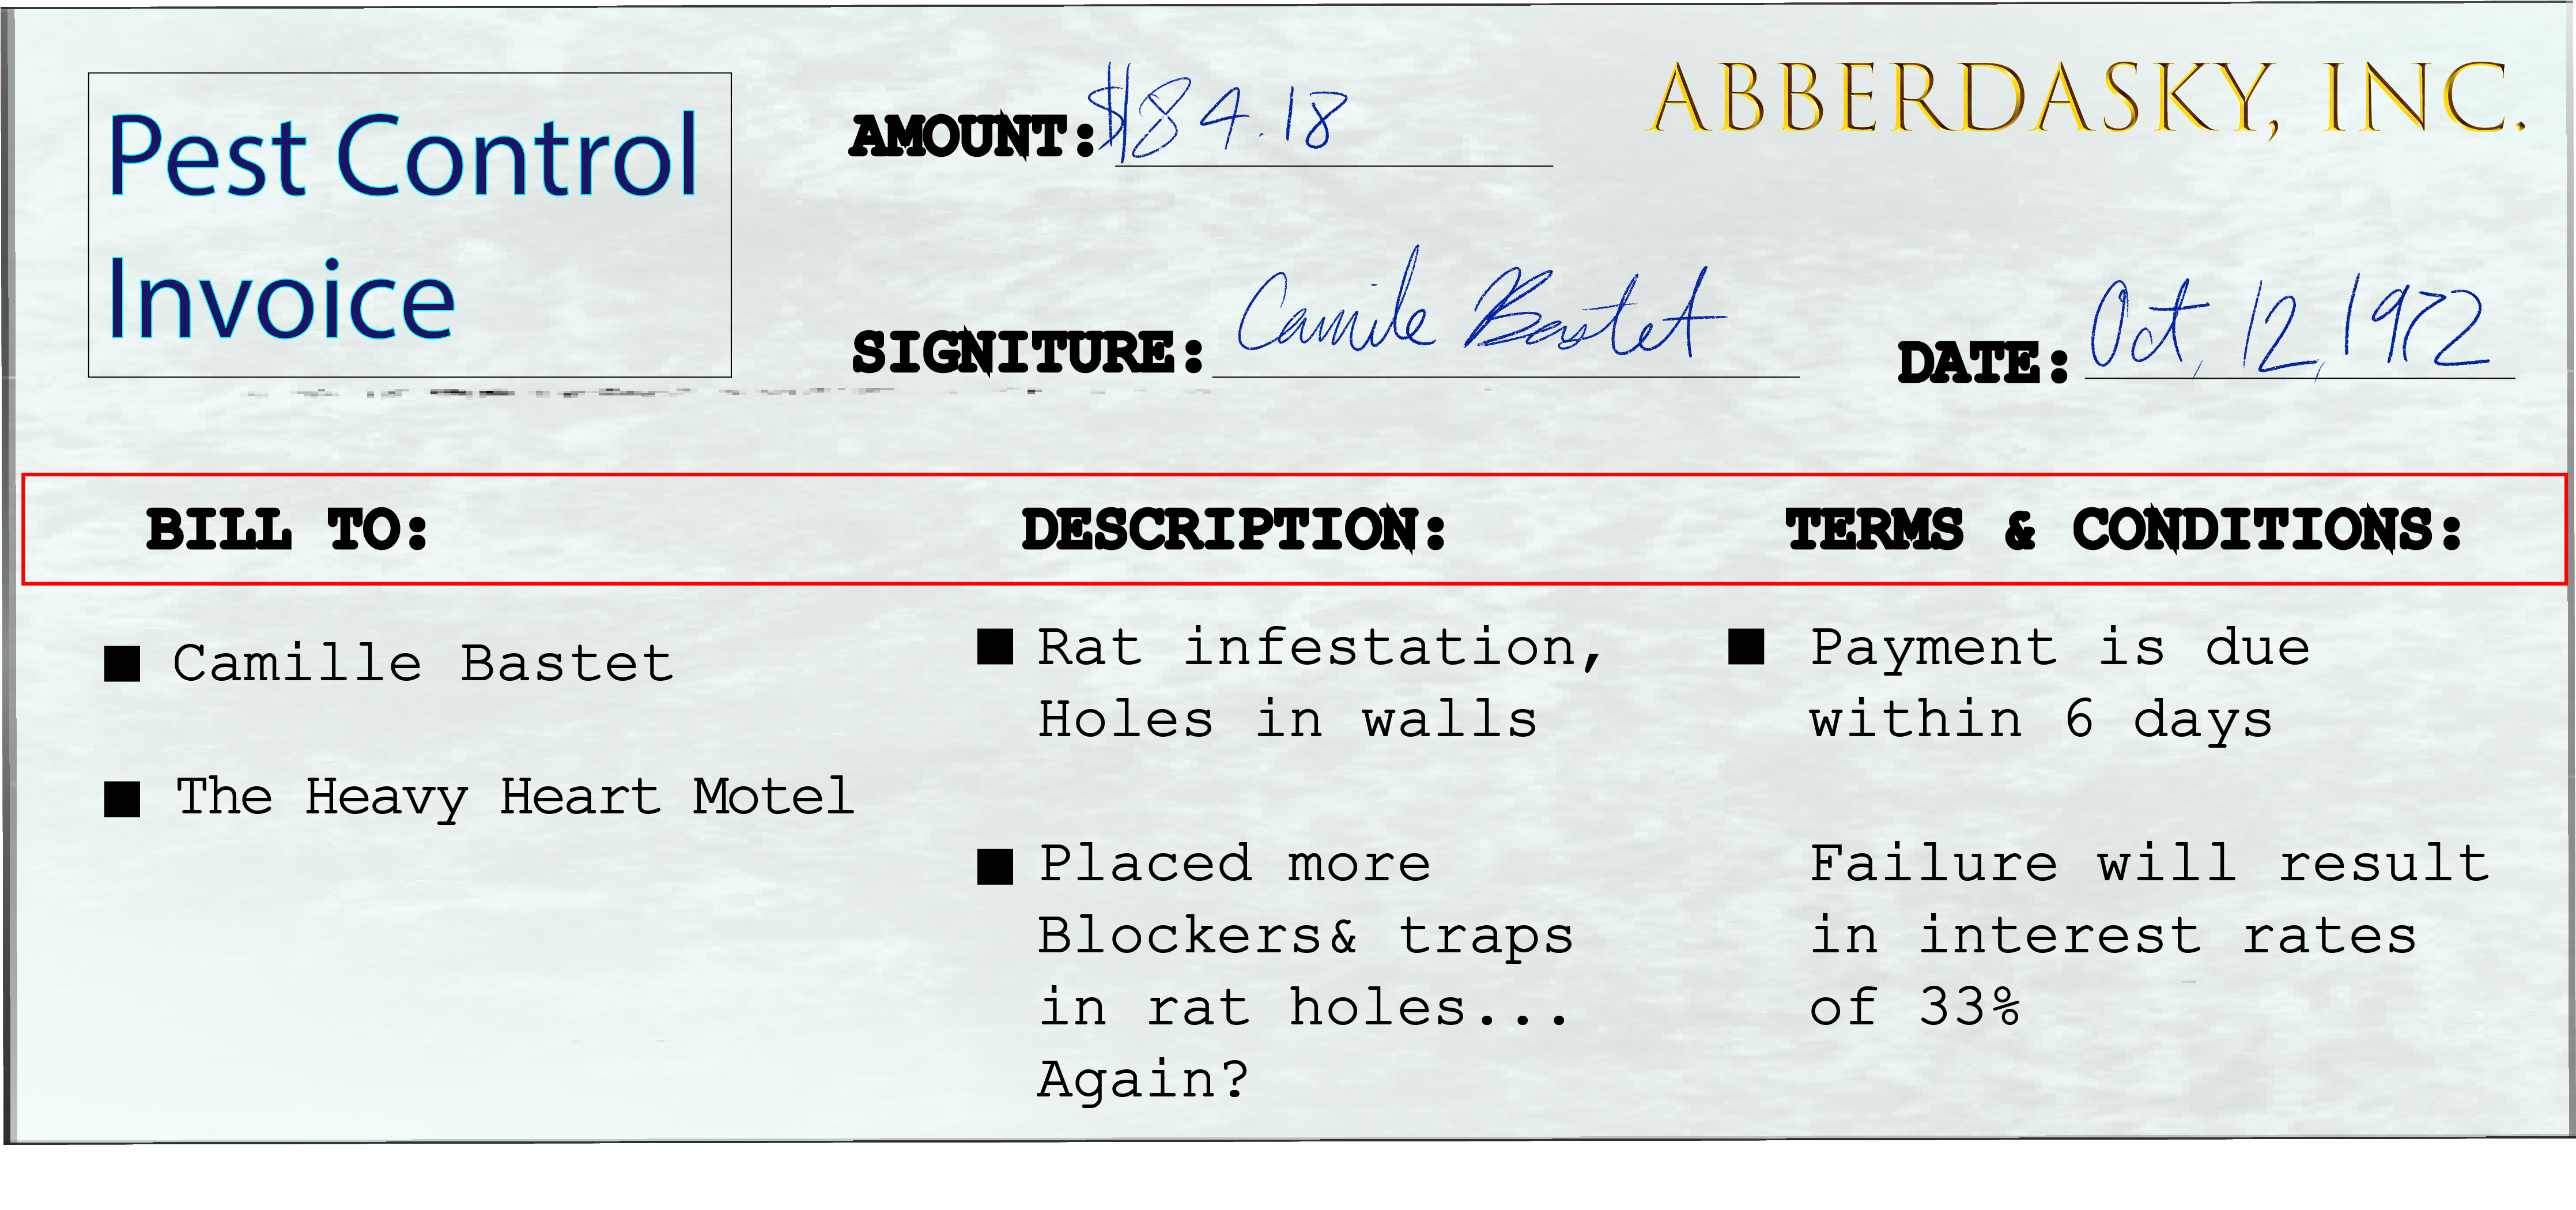 Pest Control
Invoice
AMOUNT: $84.18
ABBERDASKY, INC.
SIGNITURE: Camile Bastet
DATE: Oct, 12, 1972
BILL TO:
DESCRIPTION:
TERMS & CONDITIONS:
■ Camille Bastet
■ The Heavy Heart Motel
■ Rat infestation,
Holes in walls
■ Placed more
Blockers& traps
in rat holes...
Again?
■ Payment is due
within 6 days
Failure will result
in interest rates
of 33%